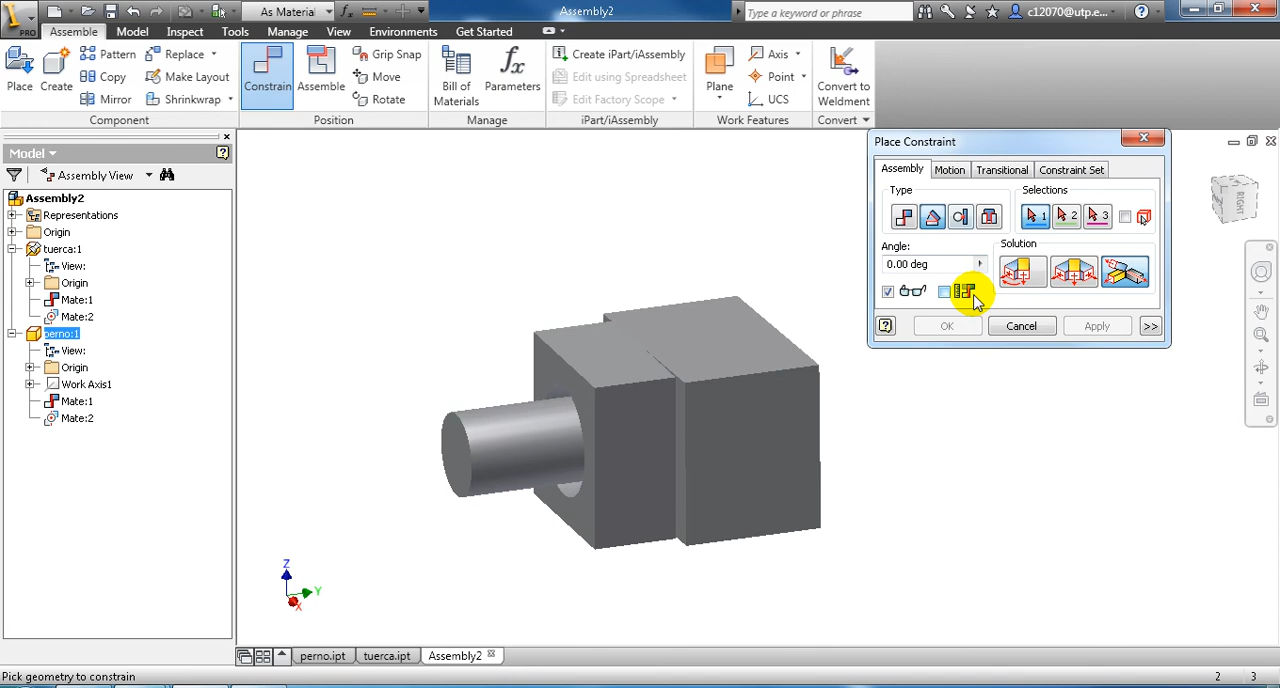 PRO
As Material
Assembly2
Type a keyword or phrase
c12070@utp.e...
Assemble Model Inspect Tools Manage View Environments Get Started
Place Create Pattern Copy Mirror Replace Make Layout Shrinkwrap
Component
Constrain Assemble Grip Snap Move Rotate
Position
Bill of Materials Parameters
Manage
Create iPart/iAssembly
Edit using Spreadsheet
Edit Factory Scope
iPart/iAssembly
Plane Axis Point UCS
Work Features
Convert to Weldment
Convert
Model
Assembly View
Assembly2
Representations
Origin
tuerca:1
View:
Origin
Mate:1
Mate:2
perno:1
View:
Origin
Work Axis1
Mate:1
Mate:2
Place Constraint
Assembly Motion Transitional Constraint Set
Type Selections
1 2 3
Angle: Solution
0.00 deg
OK Cancel Apply >>
RIGHT
Z
Y
X
perno.ipt tuerca.ipt Assembly2
Pick geometry to constrain 2 3